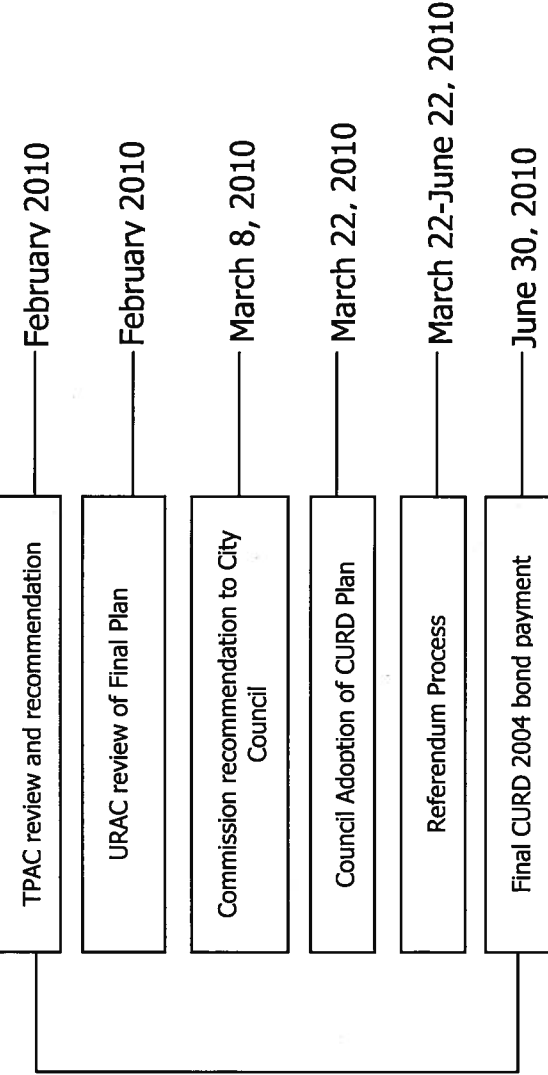 TPAC review and recommendation
February 2010
URAC review of Final Plan
February 2010
Commission recommendation to City
Council
March 8, 2010
Council Adoption of CURD Plan
March 22, 2010
Referendum Process
March 22-June 22, 2010
Final CURD 2004 bond payment
June 30, 2010